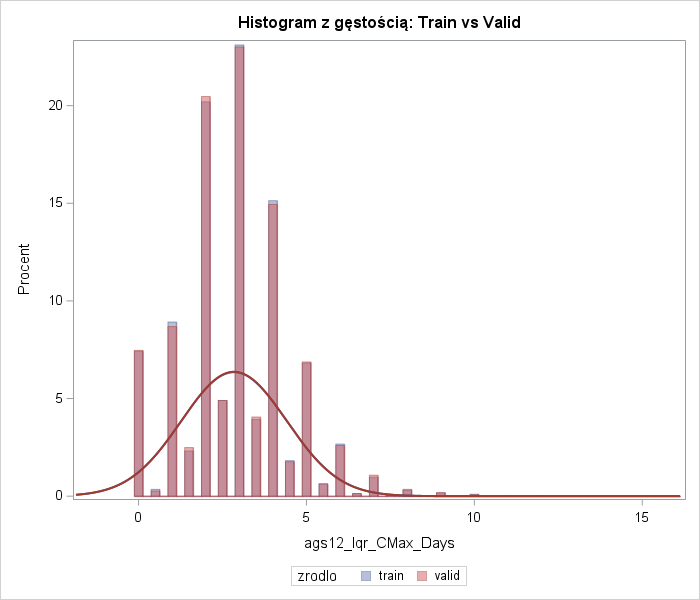 Histogram z gęstością: Train vs Valid
Procent
20
15
10
5
0
0 5 10 15
ags12_Iqr_CMax_Days
zrodlo train valid